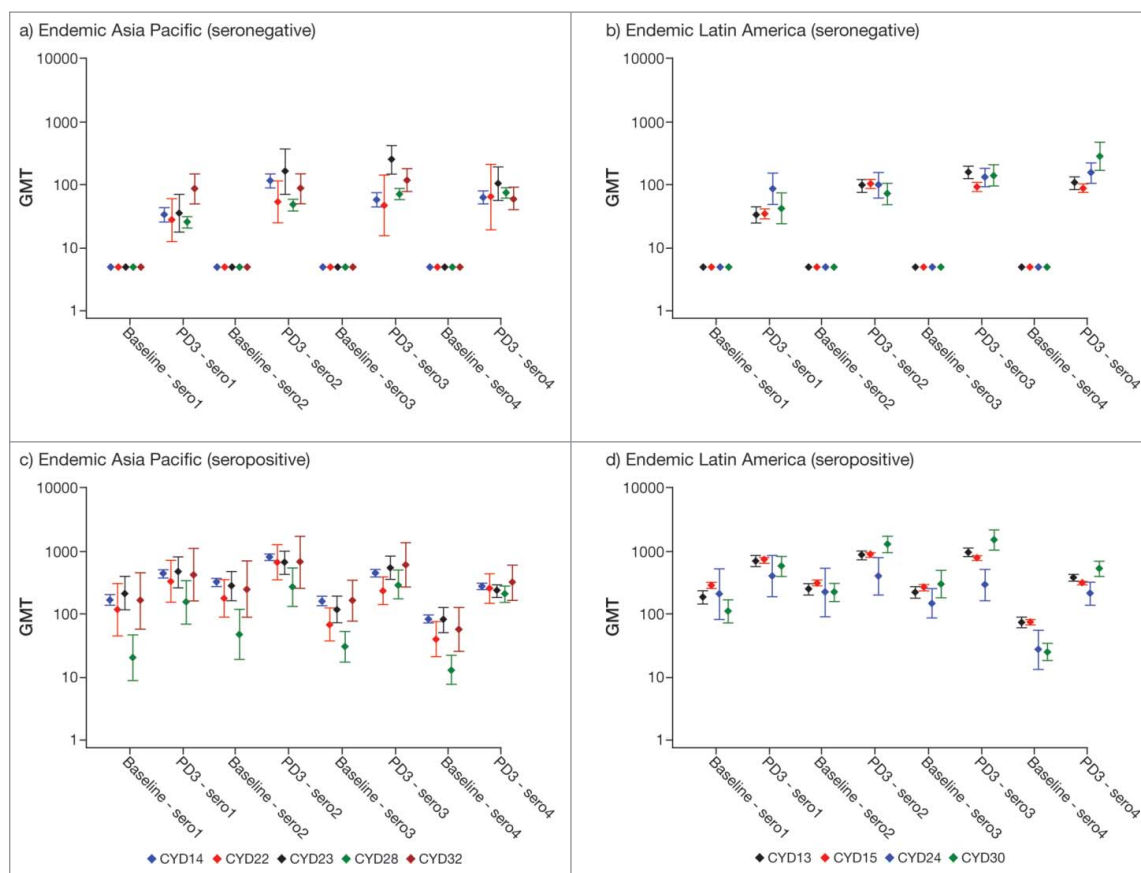 a) Endemic Asia Pacific (seronegative)
10000
1000
100
10
1
GMT
Baseline - sero1
PD3 - sero1
Baseline - sero2
PD3 - sero2
Baseline - sero3
PD3 - sero3
Baseline - sero4
PD3 - sero4
b) Endemic Latin America (seronegative)
10000
1000
100
10
1
GMT
Baseline - sero1
PD3 - sero1
Baseline - sero2
PD3 - sero2
Baseline - sero3
PD3 - sero3
Baseline - sero4
PD3 - sero4
c) Endemic Asia Pacific (seropositive)
10000
1000
100
10
1
GMT
Baseline - sero1
PD3 - sero1
Baseline - sero2
PD3 - sero2
Baseline - sero3
PD3 - sero3
Baseline - sero4
PD3 - sero4
CYD14 CYD22 CYD23 CYD28 CYD32
d) Endemic Latin America (seropositive)
10000
1000
100
10
1
GMT
Baseline - sero1
PD3 - sero1
Baseline - sero2
PD3 - sero2
Baseline - sero3
PD3 - sero3
Baseline - sero4
PD3 - sero4
CYD13 CYD15 CYD24 CYD30